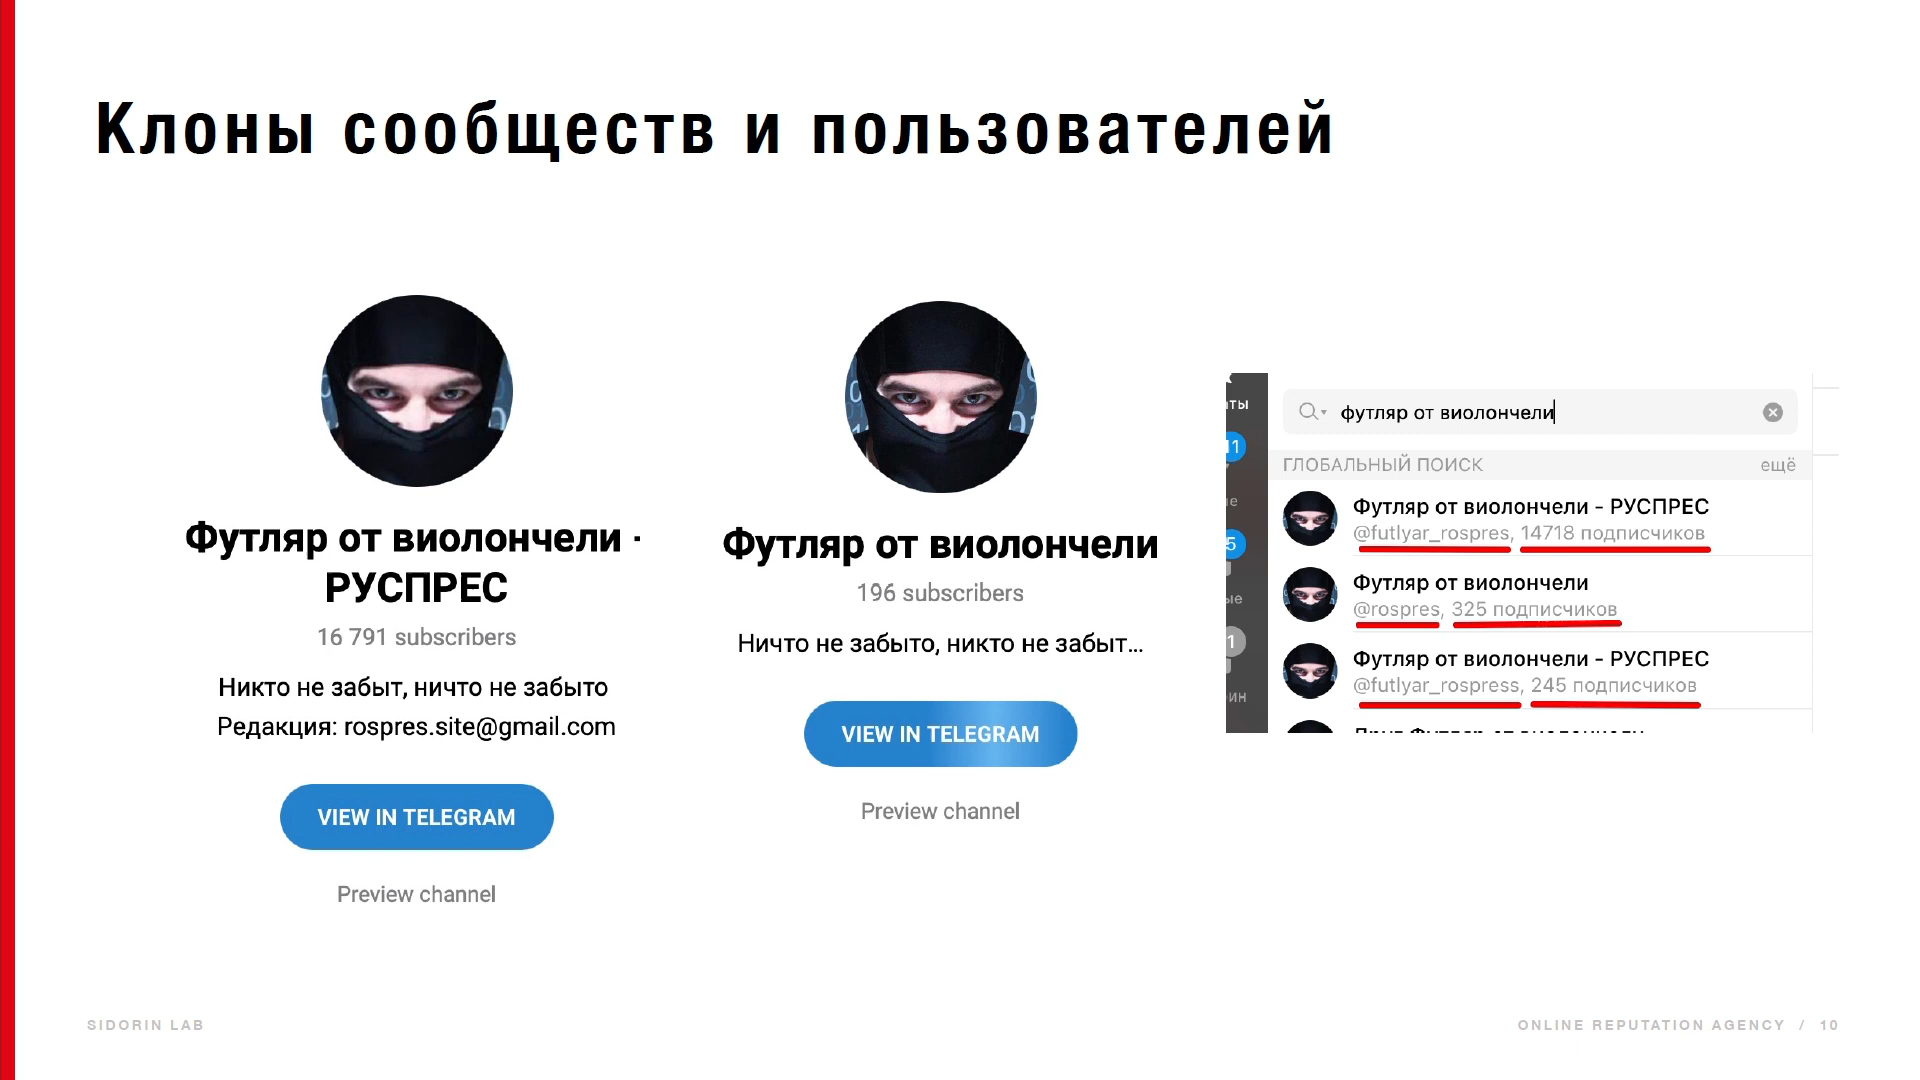 Клоны сообществ и пользователей
Футляр от виолончели ·
РУСПРЕС
16 791 subscribers
Никто не забыт, ничто не забыто
Редакция: rospres.site@gmail.com
VIEW IN TELEGRAM
Preview channel
Футляр от виолончели
196 subscribers
Ничто не забыто, никто не забыт...
VIEW IN TELEGRAM
Preview channel
футляр от виолончели
ГЛОБАЛЬНЫЙ ПОИСК ещё
Футляр от виолончели - РУСПРЕС
@futlyar_rospres, 14718 подписчиков
Футляр от виолончели
@rospres, 325 подписчиков
Футляр от виолончели - РУСПРЕС
@futlyar_rospress, 245 подписчиков
SIDORIN LAB
ONLINE REPUTATION AGENCY / 10